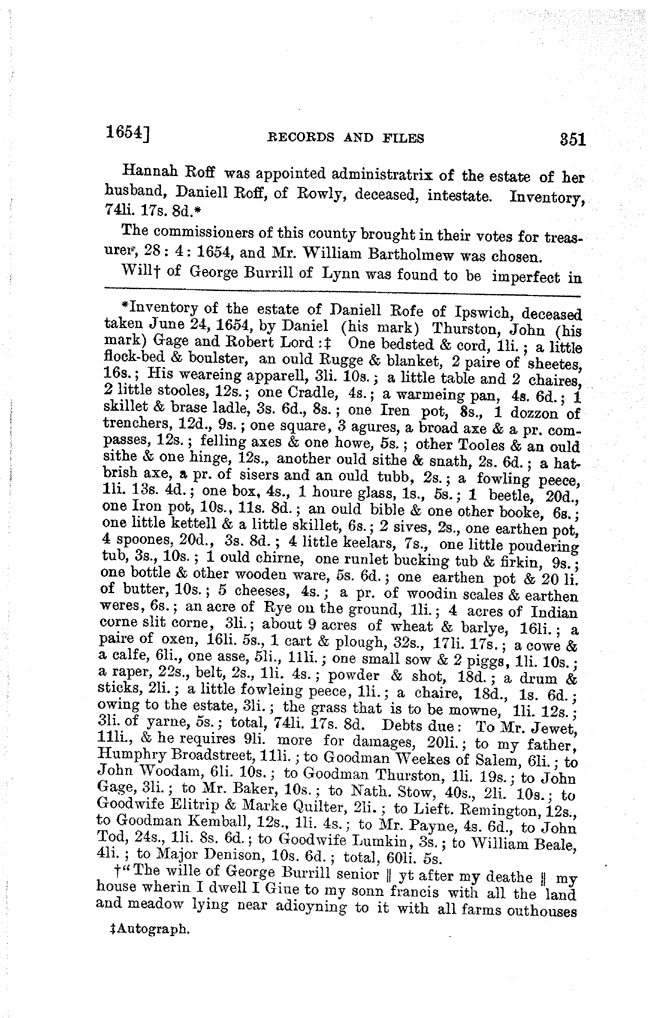 1654] RECORDS AND FILES 351
Hannah Roff was appointed administratrix of the estate of her
husband, Daniell Roff, of Rowly, deceased, intestate. Inventory,
74li. 17s. 8d.*
The commissioners of this county brought in their votes for treas-
urer, 28 : 4 : 1654, and Mr. William Bartholmew was chosen.
Will† of George Burrill of Lynn was found to be imperfect in
*Inventory of the estate of Daniell Rofe of Ipswich, deceased
taken June 24, 1654, by Daniel (his mark) Thurston, John (his
mark) Gage and Robert Lord :‡ One bedsted & cord, 1li. ; a little
flock-bed & boulster, an ould Rugge & blanket, 2 paire of sheetes,
16s. ; His weareing apparell, 3li. 10s. ; a little table and 2 chaires,
2 little stooles, 12s. ; one Cradle, 4s. ; a warmeing pan, 4s. 6d. ; 1
skillet & brase ladle, 3s. 6d., 8s. ; one Iren pot, 8s., 1 dozzon of
trenchers, 12d., 9s. ; one square, 3 agures, a broad axe & a pr. com-
passes, 12s. ; felling axes & one howe, 5s. ; other Tooles & an ould
sithe & one hinge, 12s., another ould sithe & snath, 2s. 6d. ; a hat-
brish axe, a pr. of sisers and an ould tubb, 2s. ; a fowling peece,
1li. 13s. 4d. ; one box, 4s., 1 houre glass, 1s., 5s. ; 1 beetle, 20d.,
one Iron pot, 10s., 11s. 8d. ; an ould bible & one other booke, 6s. ;
one little kettell & a little skillet, 6s. ; 2 sives, 2s., one earthen pot,
4 spoones, 20d., 3s. 8d. ; 4 little keelars, 7s., one little poudering
tub, 3s., 10s. ; 1 ould chirne, one runlet bucking tub & firkin, 9s. ;
one bottle & other wooden ware, 5s. 6d. ; one earthen pot & 20 li.
of butter, 10s. ; 5 cheeses, 4s. ; a pr. of woodin scales & earthen
weres, 6s. ; an acre of Rye on the ground, 1li. ; 4 acres of Indian
corne slit corne, 3li. ; about 9 acres of wheat & barlye, 16li. ; a
paire of oxen, 16li. 5s., 1 cart & plough, 32s., 17li. 17s. ; a cowe &
a calfe, 6li., one asse, 5li., 11li. ; one small sow & 2 piggs, 1li. 10s. ;
a raper, 22s., belt, 2s., 1li. 4s. ; powder & shot, 18d. ; a drum &
sticks, 2li. ; a little fowleing peece, 1li. ; a chaire, 18d., 1s. 6d. ;
owing to the estate, 3li. ; the grass that is to be mowne, 1li. 12s. ;
3li. of yarne, 5s. ; total, 74li. 17s. 8d. Debts due : To Mr. Jewet,
11li., & he requires 9li. more for damages, 20li. ; to my father,
Humphry Broadstreet, 11li. ; to Goodman Weekes of Salem, 6li. ; to
John Woodam, 6li. 10s. ; to Goodman Thurston, 1li. 19s. ; to John
Gage, 3li. ; to Mr. Baker, 10s. ; to Nath. Stow, 40s., 2li. 10s. ; to
Goodwife Elitrip & Marke Quilter, 2li. ; to Lieft. Remington, 12s.,
to Goodman Kemball, 12s., 1li. 4s. ; to Mr. Payne, 4s. 6d., to John
Tod, 24s., 1li. 8s. 6d. ; to Goodwife Lumkin, 3s. ; to William Beale,
4li. ; to Major Denison, 10s. 6d. ; total, 60li. 5s.
†"The wille of George Burrill senior || yt after my deathe || my
house wherin I dwell I Giue to my sonn francis with all the land
and meadow lying near adioyning to it with all farms outhouses
‡Autograph.